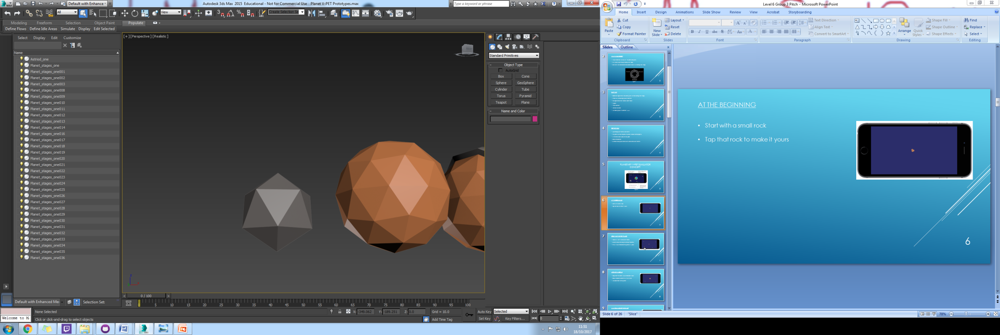 Default with Enhance
Autodesk 3ds Max 2015 Educational - Not for Commercial Use Planet V-PET Prototypes.max
Type a keyword or phrase
MAX
All
View
Create Selection Se
Modeling Freeform Selection Object Paint Populate
Define Flows Define Idle Areas Simulate Display Edit Selected
Select Display Edit Customize
Name
Astriod_one
Planet_stages_one
Planet_stages_one001
Planet_stages_one002
Planet_stages_one003
Planet_stages_one008
Planet_stages_one009
Planet_stages_one010
Planet_stages_one011
Planet_stages_one012
Planet_stages_one013
Planet_stages_one014
Planet_stages_one016
Planet_stages_one017
Planet_stages_one018
Planet_stages_one019
Planet_stages_one020
Planet_stages_one021
Planet_stages_one022
Planet_stages_one023
Planet_stages_one024
Planet_stages_one025
Planet_stages_one026
Planet_stages_one027
Planet_stages_one028
Planet_stages_one029
Planet_stages_one030
Planet_stages_one031
Planet_stages_one032
Planet_stages_one033
Planet_stages_one034
Planet_stages_one035
Planet_stages_one036
Default with Enhanced Me
Selection Set:
[+] [Perspective] [Realistic]
Standard Primitives
- Object Type
AutoGrid
Box Cone
Sphere GeoSphere
Cylinder Tube
Torus Pyramid
Teapot Plane
- Name and Color
< 0 / 100 >
0 5 10 15 20 25 30 35 40 45 50 55 60 65 70 75 80 85 90 95 100
None Selected
X: -349.062 Y: -189.251 Z: 0.0 Grid = 10.0
Auto Key Selected
Welcome to M
Click or click-and-drag to select objects
Add Time Tag
Set Key Key Filters...
0
11:51
18/10/2017
Level 6 Group 3 Pitch - Microsoft PowerPoint
Home Insert Design Slide Show Review View Acrobat Storyboarding
Animations
Paste
Cut
Copy
Format Painter
Clipboard
New
Slide
Layout
Reset
Delete
Slides
B I U abc S AV Aa A
Font
Text Direction
Align Text
Convert to SmartArt
Paragraph
Arrange
Quick
Styles
Shape Fill
Shape Outline
Shape Effects
Drawing
Find
Replace
Select
Editing
Slides Outline
2
3
4
5
PLANETARY V-PET SIMULATOR
CONCEPT
6
7
8
9
AT THE BEGINNING
• Start with a small rock
• Tap that rock to make it yours
6
Slide 6 of 26 "Slice"
78%